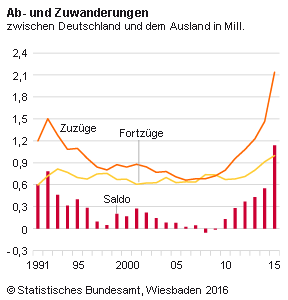 Ab- und Zuwanderungen
zwischen Deutschland und dem Ausland in Mill.
2,4
2,1
1,8
1,5
Zuzüge
Fortzüge
1,2
0,9
0,6
Saldo
0,3
0
-0,3
1991 95 2000 05 10 15
© Statistisches Bundesamt, Wiesbaden 2016